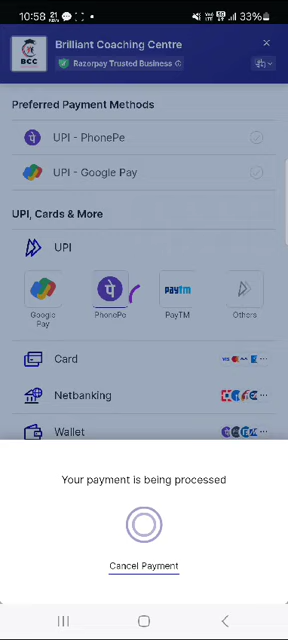 10:58
33%
Brilliant Coaching Centre
BCC
Razorpay Trusted Business
Preferred Payment Methods
UPI - PhonePe
UPI - Google Pay
UPI, Cards & More
UPI
Google Pay
PhonePe
PayTM
Others
Card
Netbanking
Wallet
Your payment is being processed
Cancel Payment